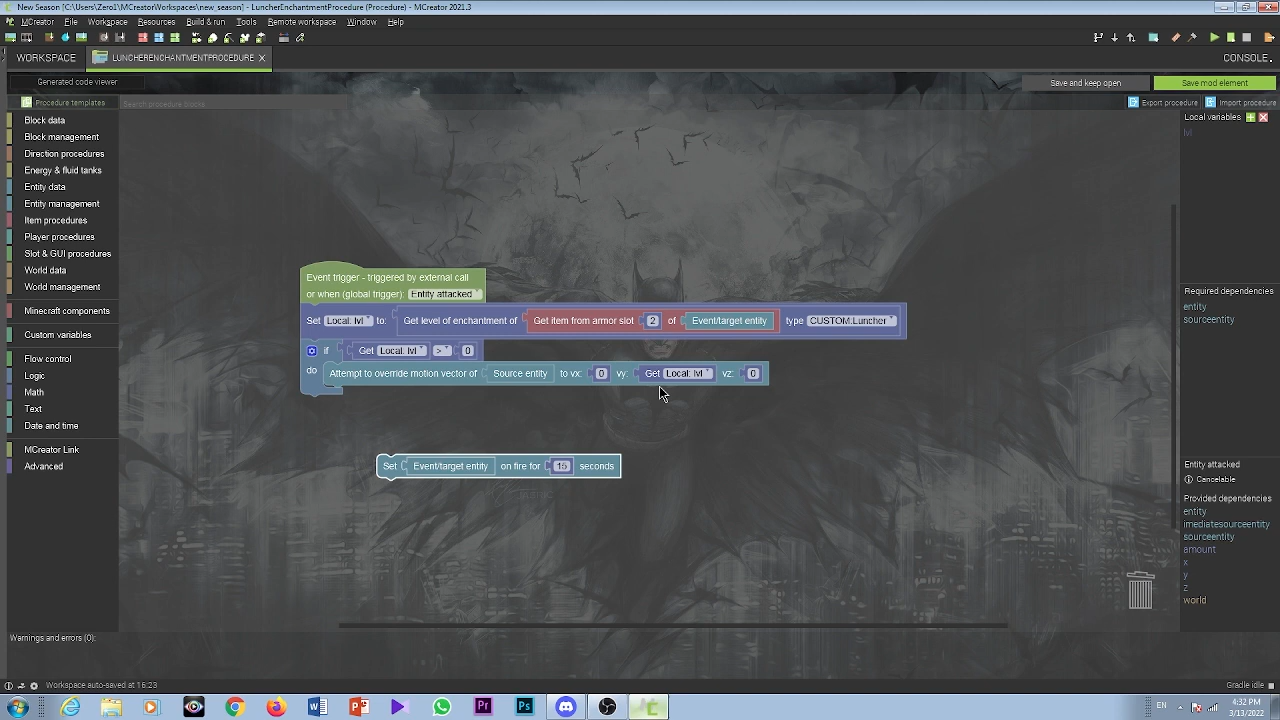 New Season [C:\Users\Zero1\MCreatorWorkspaces\new_season] - LuncherEnchantmentProcedure (Procedure) - MCreator 2021.3
MCreator File Resources Build & run Tools Remote workspace Window Help
WORKSPACE LUNCHERENCHANTMENTPROCEDURE CONSOLE
Generated code viewer Save and keep open Save mod element
Procedure templates Search procedure blocks Export procedure Import procedure
Block data
Block management
Direction procedures
Energy & fluid tanks
Entity data
Entity management
Item procedures
Player procedures
Slot & GUI procedures
World data
World management
Minecraft components
Custom variables
Flow control
Logic
Math
Text
Date and time
MCreator Link
Advanced
Event trigger - triggered by external call
or when (global trigger): Entity attacked
Set Local: lvl to: Get level of enchantment of Get item from armor slot 2 of Event/target entity type CUSTOM:Luncher
if Get Local: lvl > 0
do Attempt to override motion vector of Source entity to vx: 0 vy: Get Local: lvl vz: 0
Set Event/target entity on fire for 15 seconds
Local variables
lvl
Required dependencies:
entity
sourceentity
Entity attacked
Cancelable
Provided dependencies:
entity
imediatesourceentity
sourceentity
amount
x
y
z
world
Warnings and errors (0):
Workspace auto-saved at 16:23 Gradle idle
EN 4:32 PM
3/13/2022